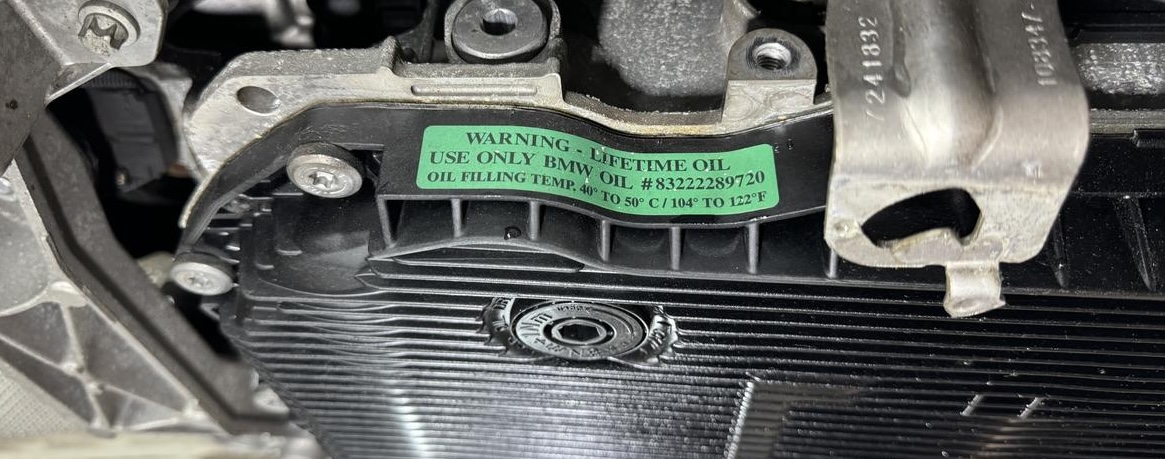 7241832
WARNING - LIFETIME OIL
USE ONLY BMW OIL #83222289720
OIL FILLING TEMP. 40° TO 50° C / 104° TO 122°F